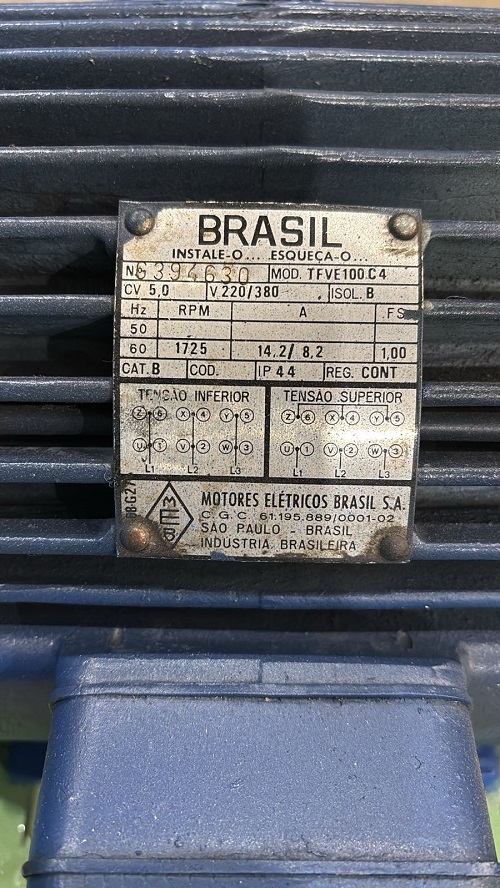 BRASIL
INSTALE-O... ESQUEÇA-O...
Nº 6394630 MOD. TFVE100C4
CV 5,0 V 220/380 ISOL. B
Hz RPM A FS
50
60 1725 14.2/ 8,2 1,00
CAT. B COD. IP 44 REG. CONT
TENSÃO INFERIOR TENSÃO SUPERIOR
Z 6 X 4 Y 5 Z 6 X 4 Y 5
U 1 V 2 W 3 U 1 V 2 W 3
L1 L2 L3 L1 L2 L3
MOTORES ELÉTRICOS BRASIL S.A.
C.G.C. 61.195.889/0001-02
SÃO PAULO - BRASIL
INDÚSTRIA BRASILEIRA